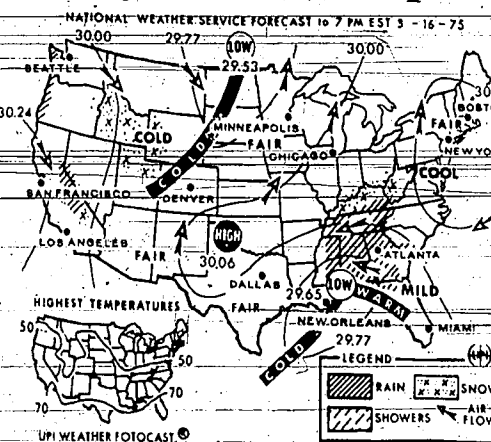 NATIONAL WEATHER SERVICE FORECAST to 7 PM EST 3 - 16 - 75
30.00
29.77
LOW
29.53
30.00
SEATTLE
30.24
COLD
MINNEAPOLIS
FAIR
COLD
CHICAGO
30
BOST
FAIR
NEW YO
COOL
SAN FRANCISCO
DENVER
LOS ANGELES
FAIR
HIGH
30.06
DALLAS
FAIR
ATLANTA
29.65
LOW
WARM
MILD
NEW ORLEANS
29.77
MIAMI
COLD
HIGHEST TEMPERATURES
50
50
70
70
LEGEND
RAIN
SNOW
SHOWERS
AIR
FLOW
UPI WEATHER FOTOCAST